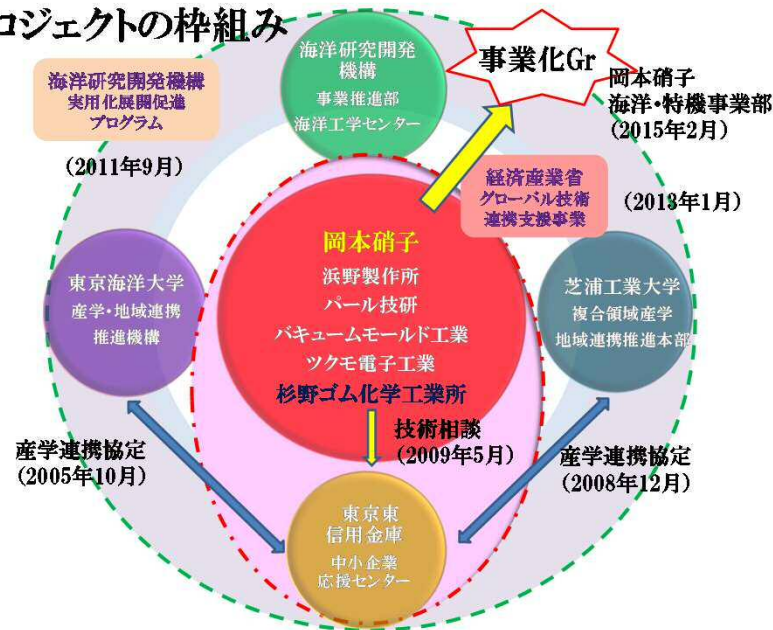 ロジェクトの枠組み
海洋研究開発
機構
事業推進部
海洋工学センター
事業化Gr
海洋研究開発機構
実用化展開促進
プログラム
(2011年9月)
岡本硝子
海洋・特機事業部
(2015年2月)
経済産業省
グローバル技術
連携支援事業
(2013年1月)
岡本硝子
浜野製作所
パール技研
バキュームモールド工業
ツクモ電子工業
杉野ゴム化学工業所
東京海洋大学
産学・地域連携
推進機構
芝浦工業大学
複合領域産学
地域連携推進本部
技術相談
(2009年5月)
産学連携協定
(2005年10月)
産学連携協定
(2008年12月)
東京東
信用金庫
中小企業
応援センター